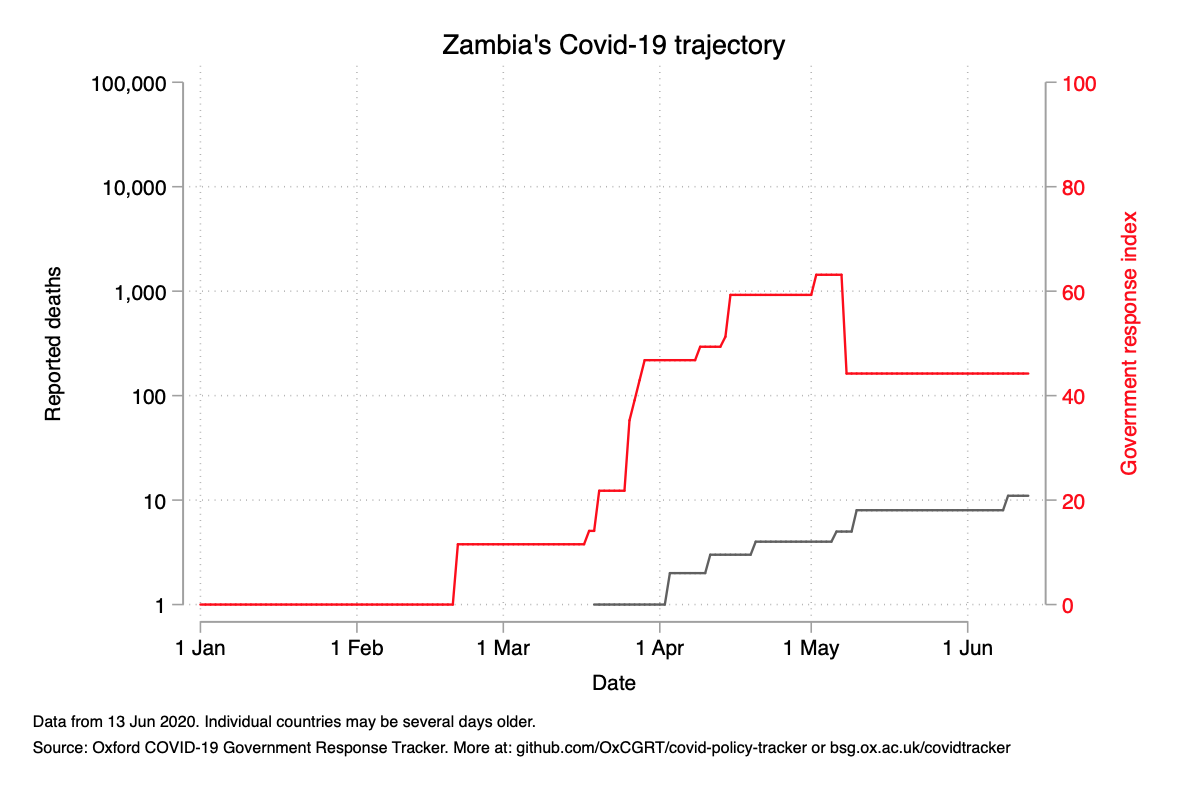 Zambia's Covid-19 trajectory
100,000
10,000
1,000
100
10
1
Reported deaths
100
80
60
40
20
0
Government response index
1 Jan
1 Feb
1 Mar
1 Apr
1 May
1 Jun
Date
Data from 13 Jun 2020. Individual countries may be several days older.
Source: Oxford COVID-19 Government Response Tracker. More at: github.com/OxCGRT/covid-policy-tracker or bsg.ox.ac.uk/covidtracker